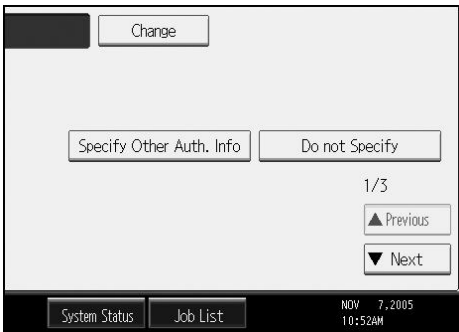 Change
Specify Other Auth. Info
Do not Specify
1/3
▲ Previous
▼ Next
System Status
Job List
NOV 7,2005
10:52AM